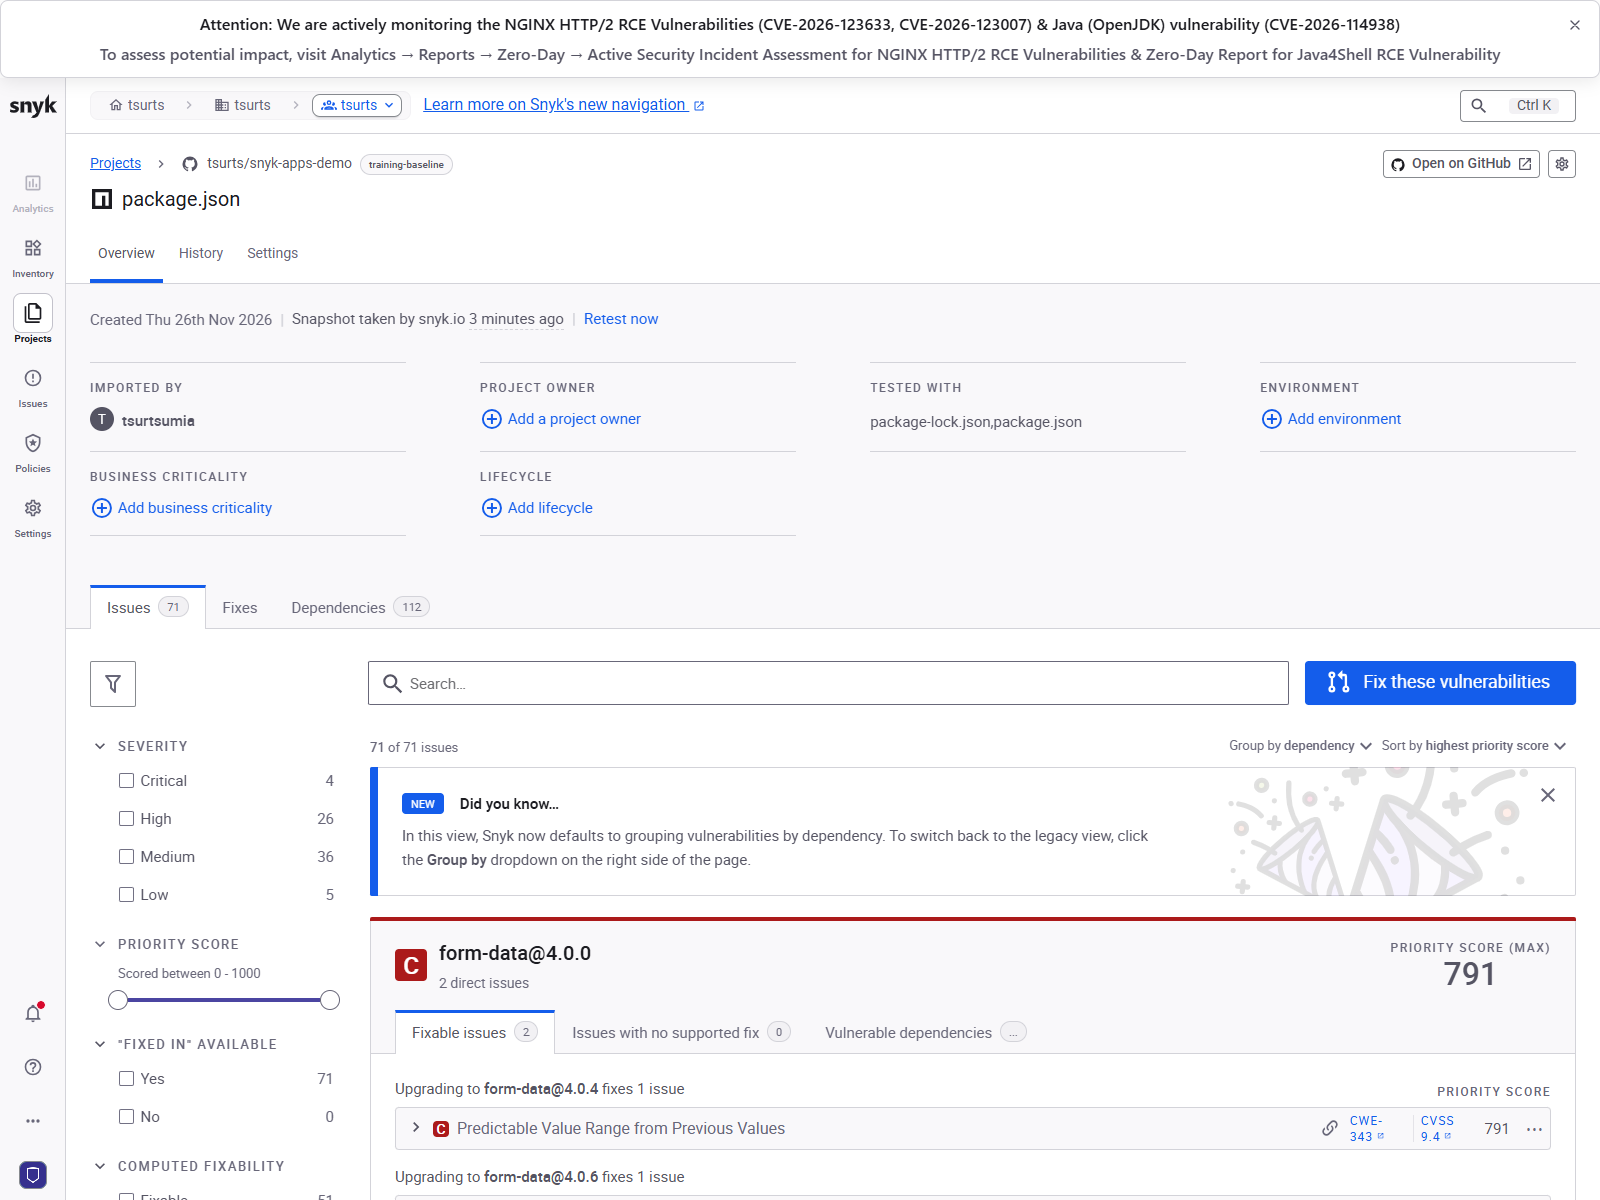 Attention: We are actively monitoring the NGINX HTTP/2 RCE Vulnerabilities (CVE-2026-123633, CVE-2026-123007) & Java (OpenJDK) vulnerability (CVE-2026-114938)
To assess potential impact, visit Analytics → Reports → Zero-Day → Active Security Incident Assessment for NGINX HTTP/2 RCE Vulnerabilities & Zero-Day Report for Java4Shell RCE Vulnerability
snyk
tsurts
tsurts
tsurts
Learn more on Snyk's new navigation
Ctrl K
Analytics
Inventory
Projects
Issues
Policies
Settings
Projects
tsurts/snyk-apps-demo
training-baseline
Open on GitHub
package.json
Overview
History
Settings
Created Thu 26th Nov 2026 | Snapshot taken by snyk.io 3 minutes ago | Retest now
IMPORTED BY
T
tsurtsumia
PROJECT OWNER
Add a project owner
TESTED WITH
package-lock.json,package.json
ENVIRONMENT
Add environment
BUSINESS CRITICALITY
Add business criticality
LIFECYCLE
Add lifecycle
Issues 71
Fixes
Dependencies 112
Search...
Fix these vulnerabilities
SEVERITY
Critical 4
High 26
Medium 36
Low 5
PRIORITY SCORE
Scored between 0 - 1000
"FIXED IN" AVAILABLE
Yes 71
No 0
COMPUTED FIXABILITY
Fixable 51
71 of 71 issues
Group by dependency
Sort by highest priority score
NEW
Did you know...
In this view, Snyk now defaults to grouping vulnerabilities by dependency. To switch back to the legacy view, click
the Group by dropdown on the right side of the page.
C
form-data@4.0.0
2 direct issues
PRIORITY SCORE (MAX)
791
Fixable issues 2
Issues with no supported fix 0
Vulnerable dependencies ...
Upgrading to form-data@4.0.4 fixes 1 issue
PRIORITY SCORE
C
Predictable Value Range from Previous Values
CWE-
343
CVSS
9.4
791
Upgrading to form-data@4.0.6 fixes 1 issue